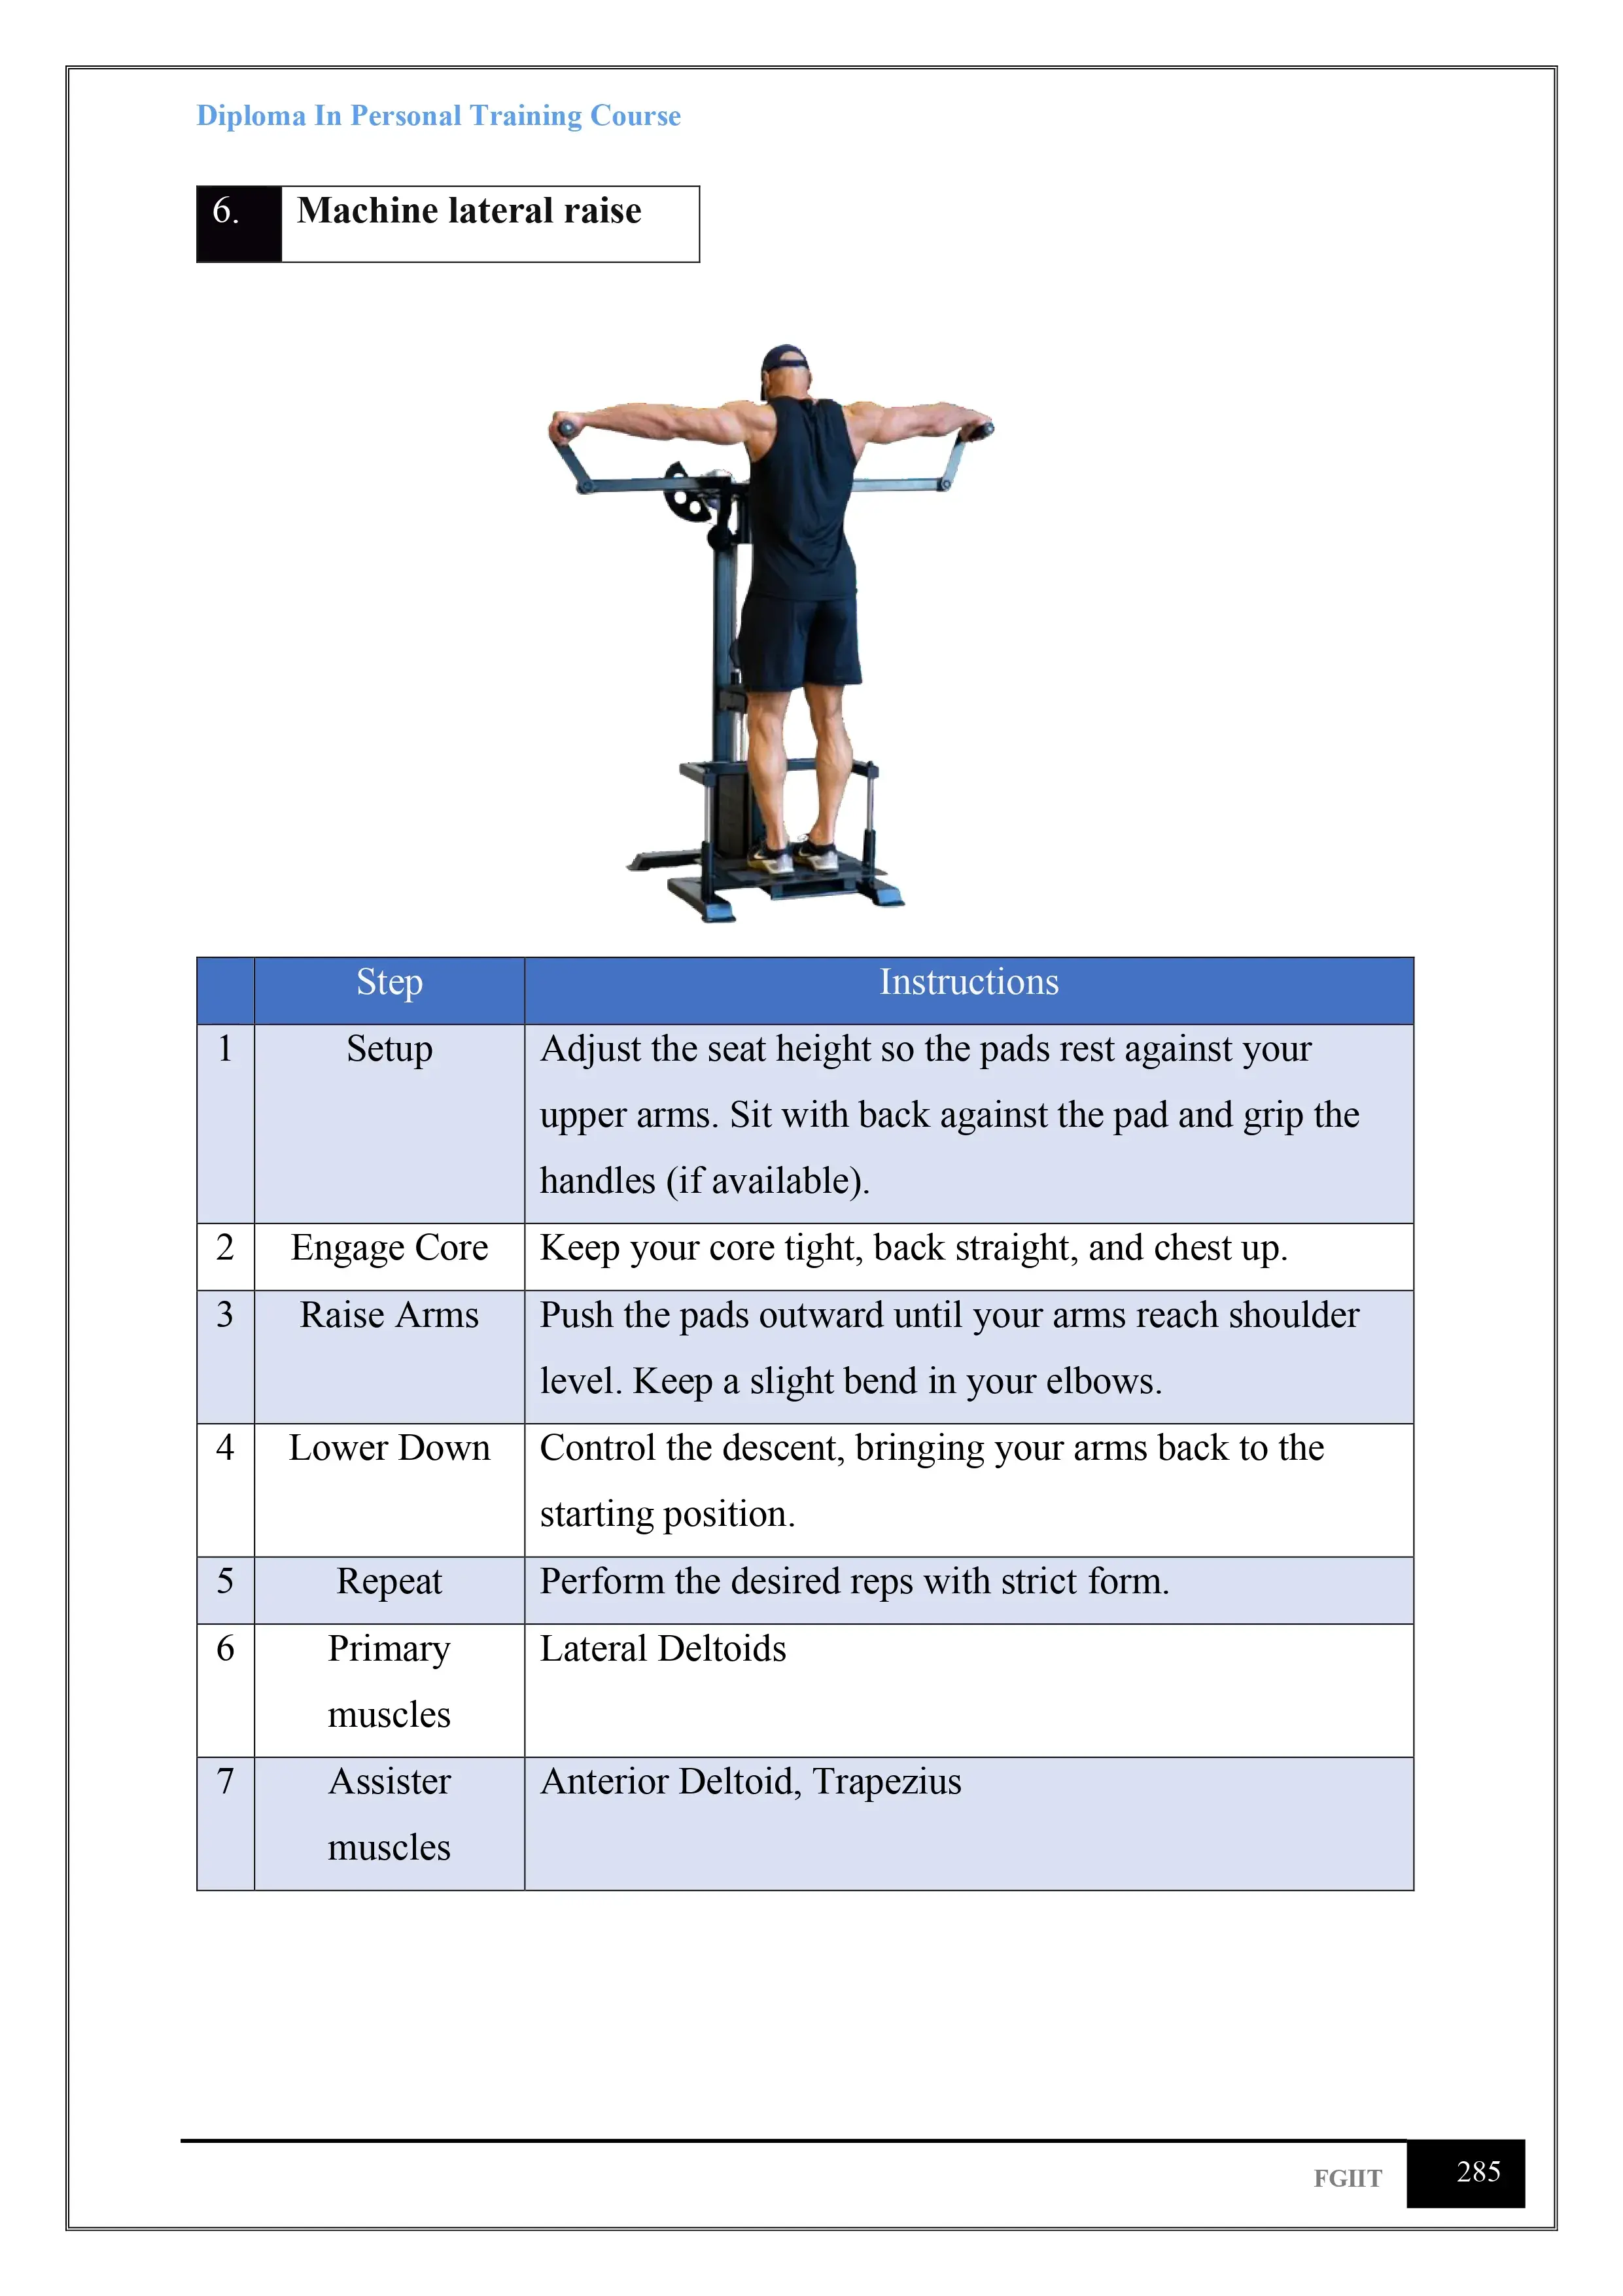 Diploma In Personal Training Course
6. Machine lateral raise
Step Instructions
1 Setup Adjust the seat height so the pads rest against your
upper arms. Sit with back against the pad and grip the
handles (if available).
2 Engage Core Keep your core tight, back straight, and chest up.
3 Raise Arms Push the pads outward until your arms reach shoulder
level. Keep a slight bend in your elbows.
4 Lower Down Control the descent, bringing your arms back to the
starting position.
5 Repeat Perform the desired reps with strict form.
6 Primary Lateral Deltoids
muscles
7 Assister Anterior Deltoid, Trapezius
muscles
FGIIT 285